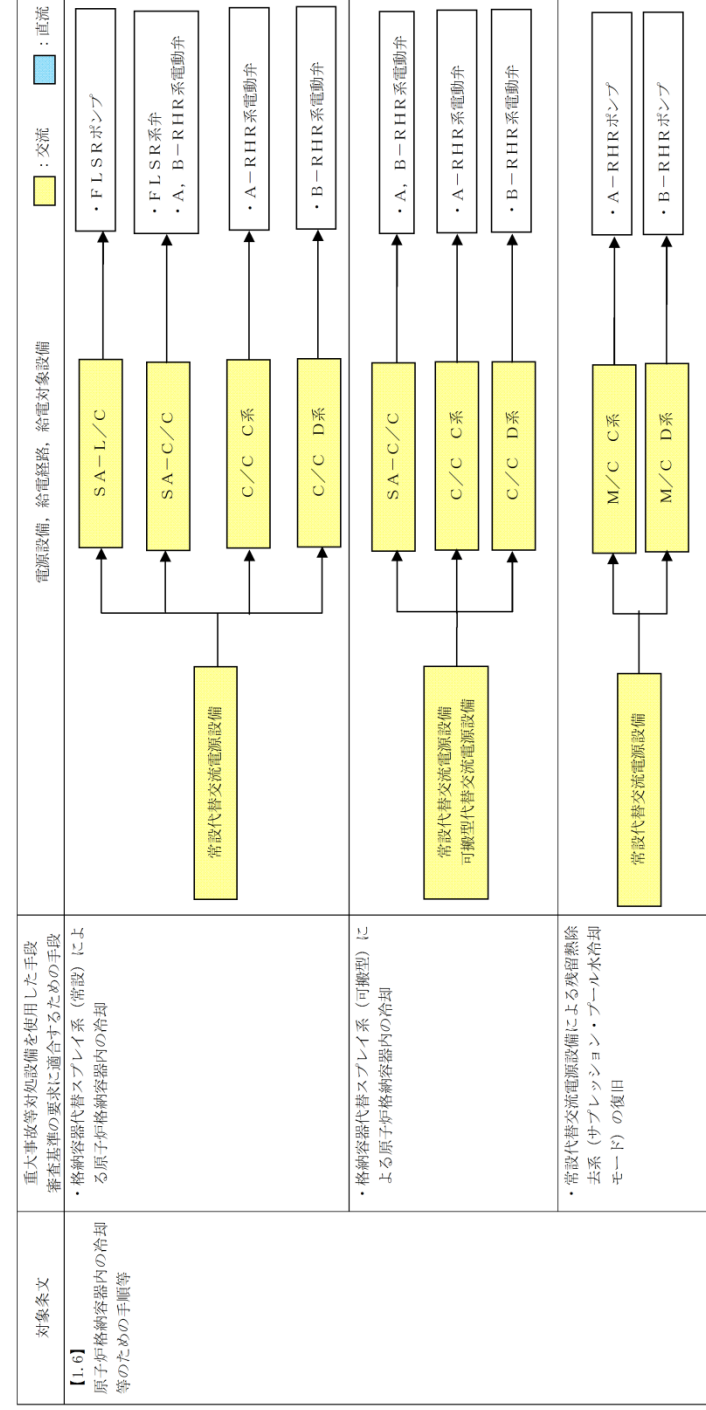 対象条文
重大事故等対処設備を使用した手段
審査基準の要求に適合するための手段
電源設備，給電経路，給電対象設備
：交流
：直流
【1.6】
原子炉格納容器内の冷却
等のための手順等
・格納容器代替スプレイ系（常設）によ
る原子炉格納容器内の冷却
常設代替交流電源設備
ＳＡ－Ｌ／Ｃ
・ＦＬＳＲポンプ
ＳＡ－Ｃ／Ｃ
・ＦＬＳＲ系弁
・Ａ，Ｂ－ＲＨＲ系電動弁
Ｃ／Ｃ　Ｃ系
・Ａ－ＲＨＲ系電動弁
Ｃ／Ｃ　Ｄ系
・Ｂ－ＲＨＲ系電動弁
・格納容器代替スプレイ系（可搬型）に
よる原子炉格納容器内の冷却
常設代替交流電源設備
可搬型代替交流電源設備
ＳＡ－Ｃ／Ｃ
・Ａ，Ｂ－ＲＨＲ系電動弁
Ｃ／Ｃ　Ｃ系
・Ａ－ＲＨＲ系電動弁
Ｃ／Ｃ　Ｄ系
・Ｂ－ＲＨＲ系電動弁
・常設代替交流電源設備による残留熱除
去系（サプレッション・プール水冷却
モード）の復旧
常設代替交流電源設備
Ｍ／Ｃ　Ｃ系
・Ａ－ＲＨＲポンプ
Ｍ／Ｃ　Ｄ系
・Ｂ－ＲＨＲポンプ